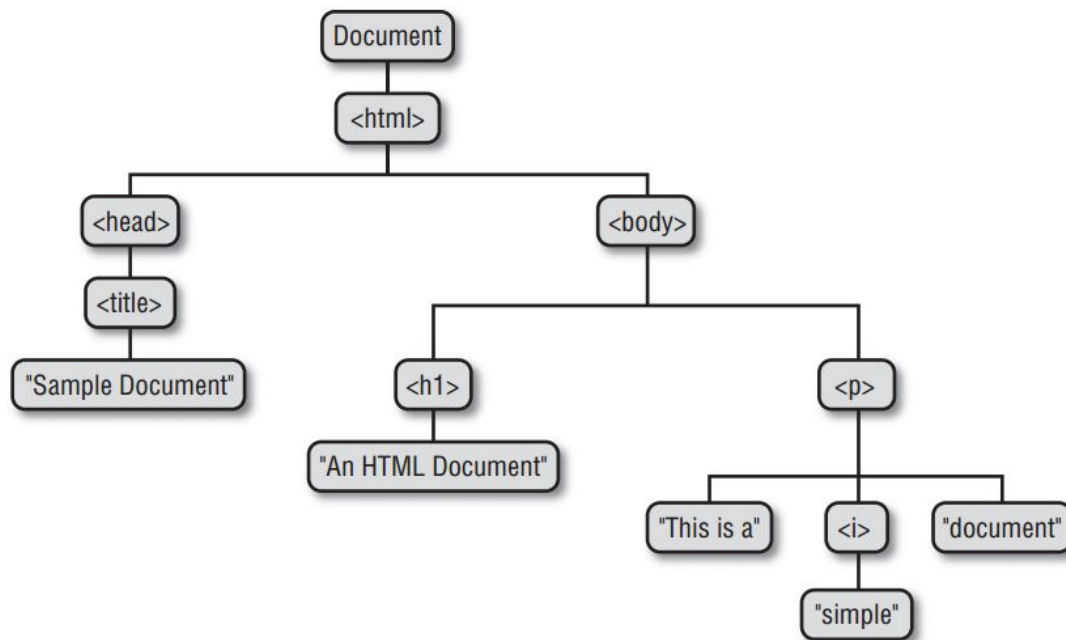 Document
<html>
<head>
<body>
<title>
"Sample Document"
<h1>
<p>
"An HTML Document"
"This is a"
<i>
"document"
"simple"